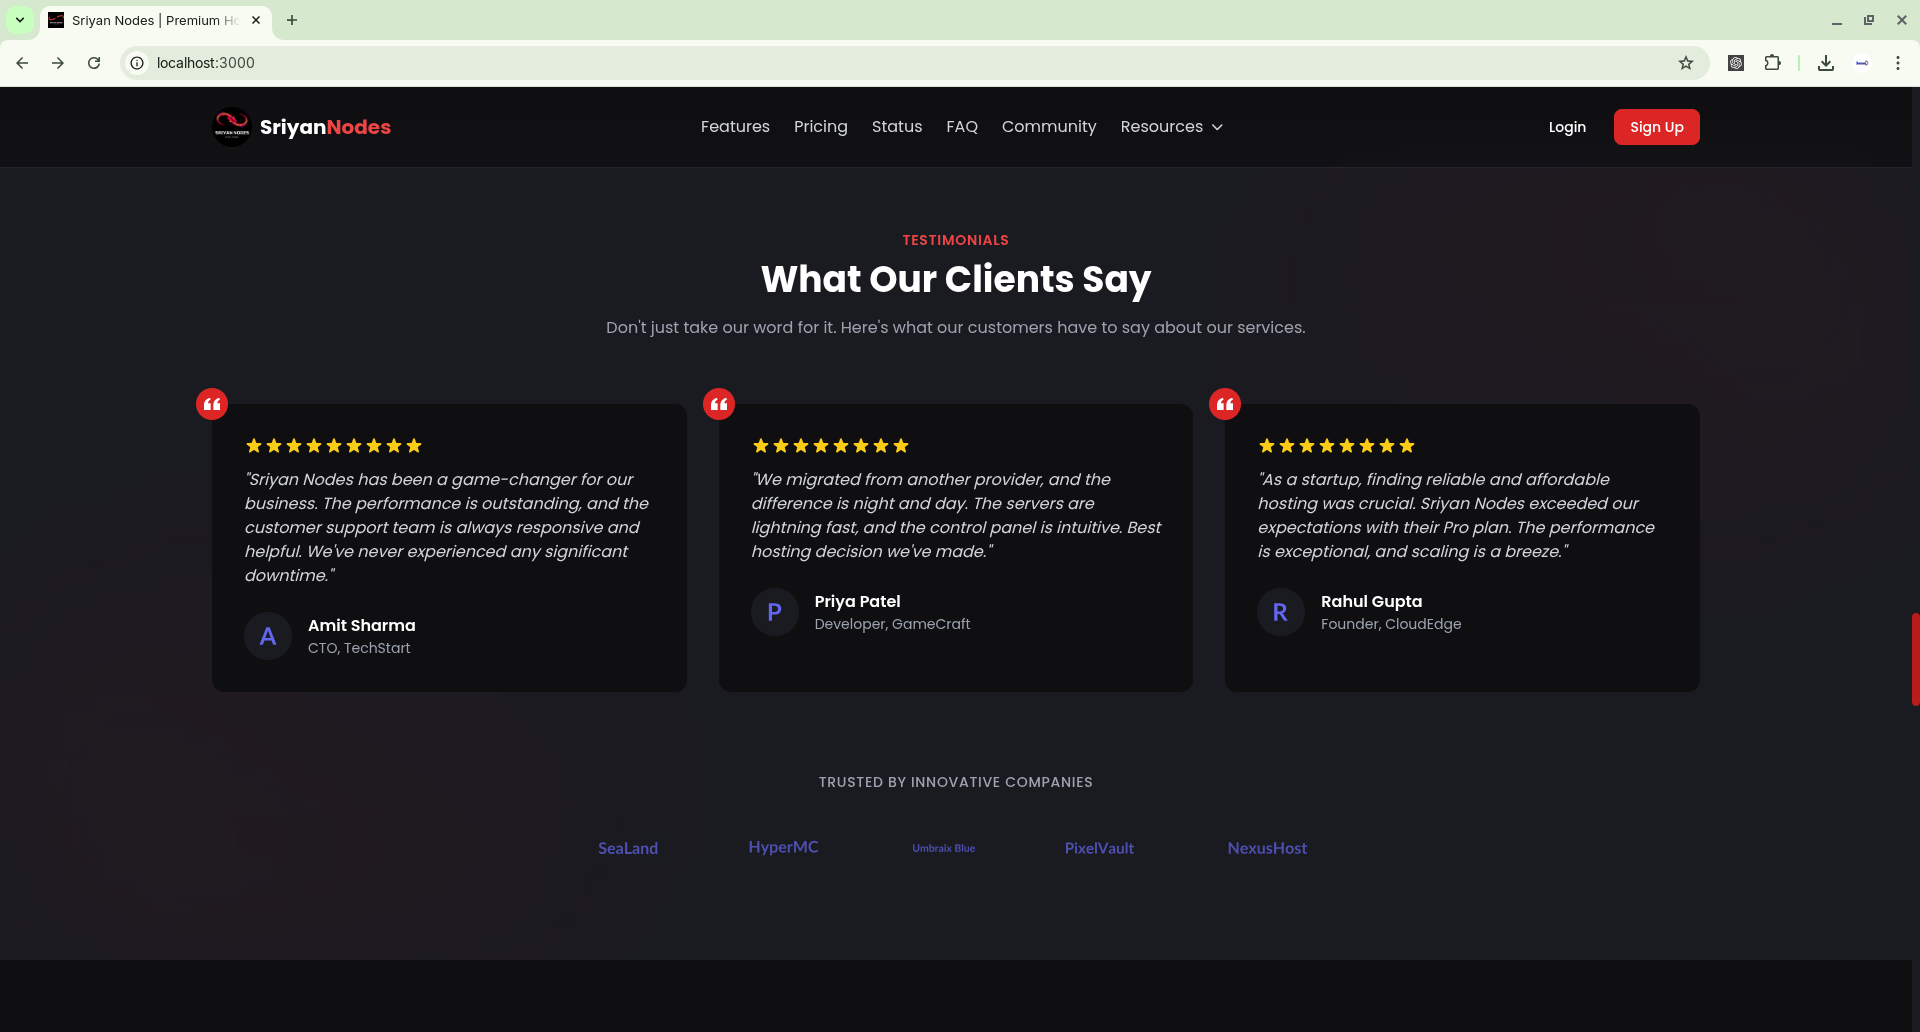 Sriyan Nodes | Premium Ho
localhost:3000
SRIYAN NODES
SriyanNodes
Features Pricing Status FAQ Community Resources
Login Sign Up
TESTIMONIALS
What Our Clients Say
Don't just take our word for it. Here's what our customers have to say about our services.
"Sriyan Nodes has been a game-changer for our
business. The performance is outstanding, and the
customer support team is always responsive and
helpful. We've never experienced any significant
downtime."
A
Amit Sharma
CTO, TechStart
"We migrated from another provider, and the
difference is night and day. The servers are
lightning fast, and the control panel is intuitive. Best
hosting decision we've made."
P
Priya Patel
Developer, GameCraft
"As a startup, finding reliable and affordable
hosting was crucial. Sriyan Nodes exceeded our
expectations with their Pro plan. The performance
is exceptional, and scaling is a breeze."
R
Rahul Gupta
Founder, CloudEdge
TRUSTED BY INNOVATIVE COMPANIES
SeaLand HyperMC Umbraix Blue PixelVault NexusHost